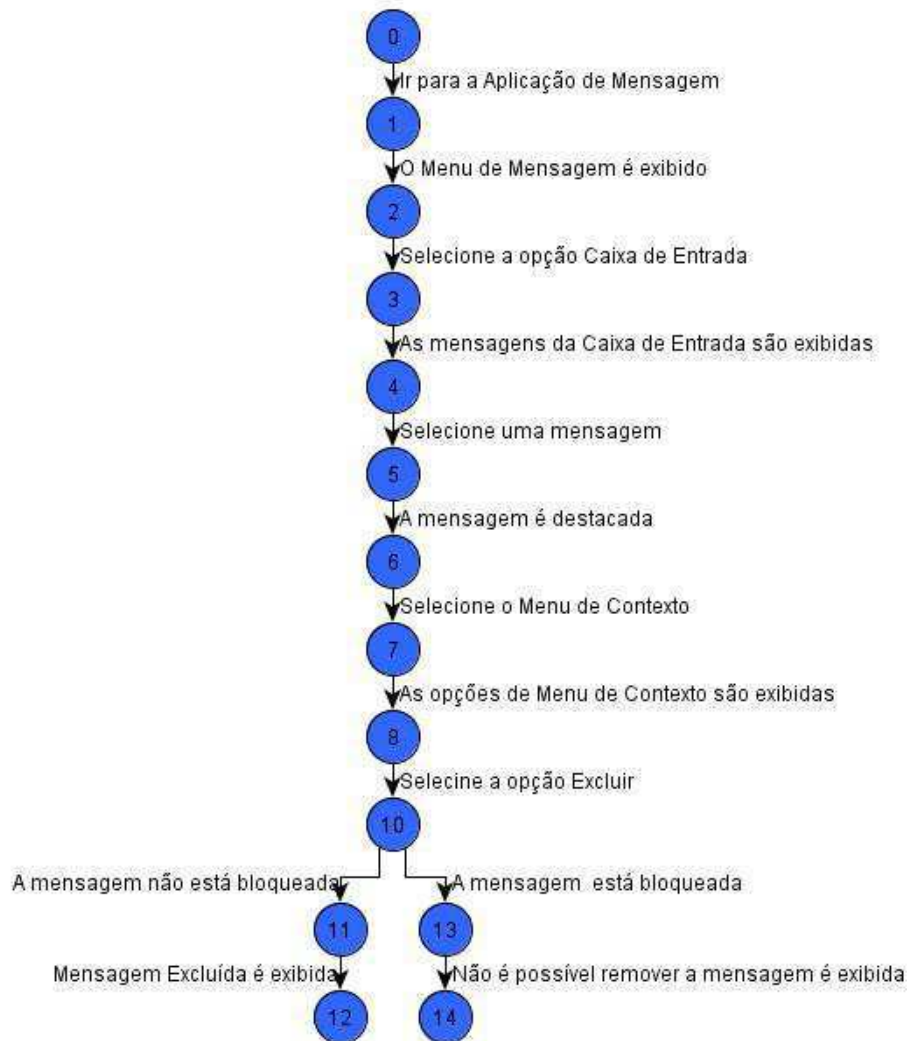 0
Ir para a Aplicação de Mensagem
1
O Menu de Mensagem é exibido
2
Selecione a opção Caixa de Entrada
3
As mensagens da Caixa de Entrada são exibidas
4
Selecione uma mensagem
5
A mensagem é destacada
6
Selecione o Menu de Contexto
7
As opções de Menu de Contexto são exibidas
8
Selecine a opção Excluir
10
A mensagem não está bloqueada
A mensagem está bloqueada
11
13
Mensagem Excluída é exibida
Não é possível remover a mensagem é exibida
12
14